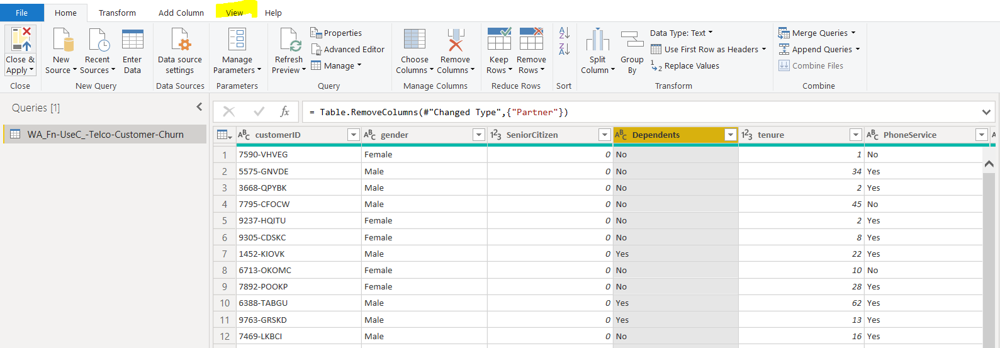 File Home Transform Add Column View Help
Close & Apply New Source Recent Sources Enter Data Data source settings Manage Parameters Refresh Preview Properties Advanced Editor Manage Choose Columns Remove Columns Keep Rows Remove Rows A Z Z A Split Column Group By Data Type: Text Use First Row as Headers 1 2 Replace Values Merge Queries Append Queries Combine Files
Close New Query Data Sources Parameters Query Manage Columns Reduce Rows Sort Transform Combine
Queries [1]
fx = Table.RemoveColumns(#"Changed Type",{"Partner"})
WA_Fn-UseC_-Telco-Customer-Churn
ABC customerID ABC gender 123 SeniorCitizen ABC Dependents 123 tenure ABC PhoneService
1 7590-VHVEG Female 0 No 1 No
2 5575-GNVDE Male 0 No 34 Yes
3 3668-QPYBK Male 0 No 2 Yes
4 7795-CFOCW Male 0 No 45 No
5 9237-HQITU Female 0 No 2 Yes
6 9305-CDSKC Female 0 No 8 Yes
7 1452-KIOVK Male 0 Yes 22 Yes
8 6713-OKOMC Female 0 No 10 No
9 7892-POOKP Female 0 No 28 Yes
10 6388-TABGU Male 0 Yes 62 Yes
11 9763-GRSKD Male 0 Yes 13 Yes
12 7469-LKBCI Male 0 No 16 Yes